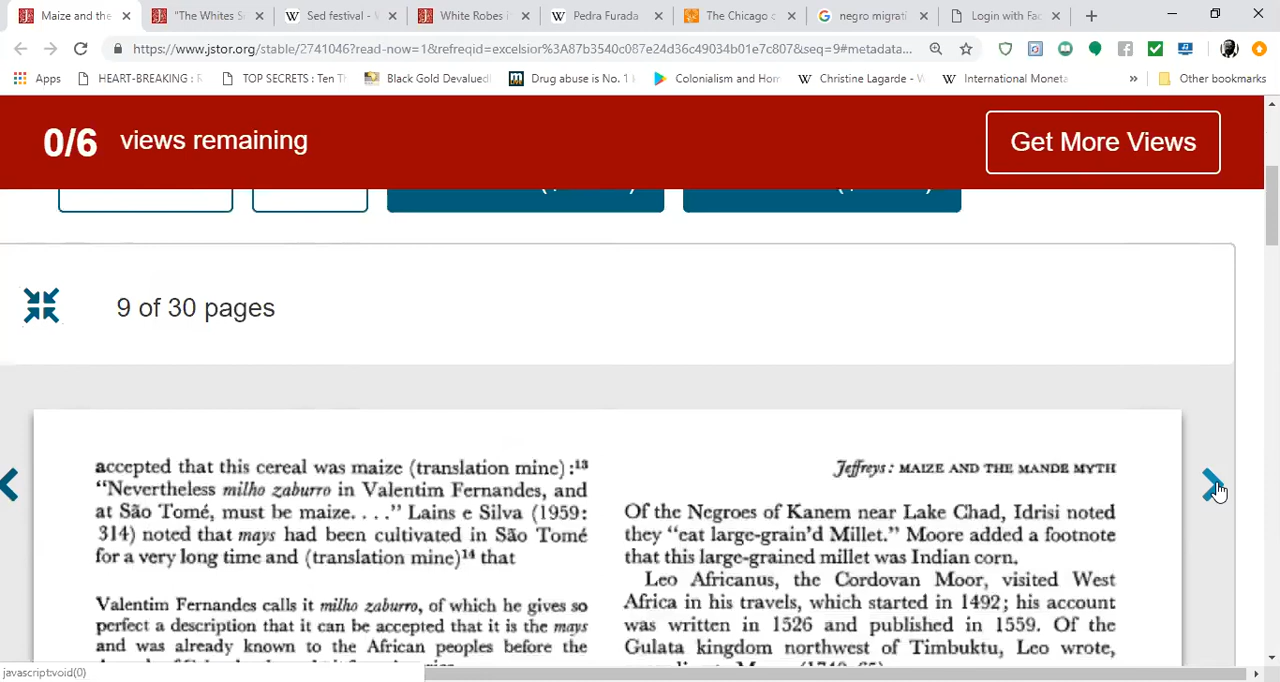 Maize and the
"The Whites S
Sed festival - W
White Robes i
Pedra Furada
The Chicago
negro migrati
Login with Fac
https://www.jstor.org/stable/2741046?read-now=1&refreqid=excelsior%3A87b3540c087e24d36c49034b01e7c807&seq=9#metadata...
Apps
HEART-BREAKING : R
TOP SECRETS : Ten Th
Black Gold Devalued
Drug abuse is No. 1
Colonialism and Hom
Christine Lagarde - W
International Moneta
»
Other bookmarks
0/6 views remaining
Get More Views
9 of 30 pages
accepted that this cereal was maize (translation mine):13
"Nevertheless milho zaburro in Valentim Fernandes, and
at São Tomé, must be maize. . . ." Lains e Silva (1959:
314) noted that mays had been cultivated in São Tomé
for a very long time and (translation mine)14 that
Valentim Fernandes calls it milho zaburro, of which he gives so
perfect a description that it can be accepted that it is the mays
and was already known to the African peoples before the
Jeffreys: MAIZE AND THE MANDE MYTH
Of the Negroes of Kanem near Lake Chad, Idrisi noted
they "eat large-grain'd Millet." Moore added a footnote
that this large-grained millet was Indian corn.
Leo Africanus, the Cordovan Moor, visited West
Africa in his travels, which started in 1492; his account
was written in 1526 and published in 1559. Of the
Gulata kingdom northwest of Timbuktu, Leo wrote,
javascript:void(0)